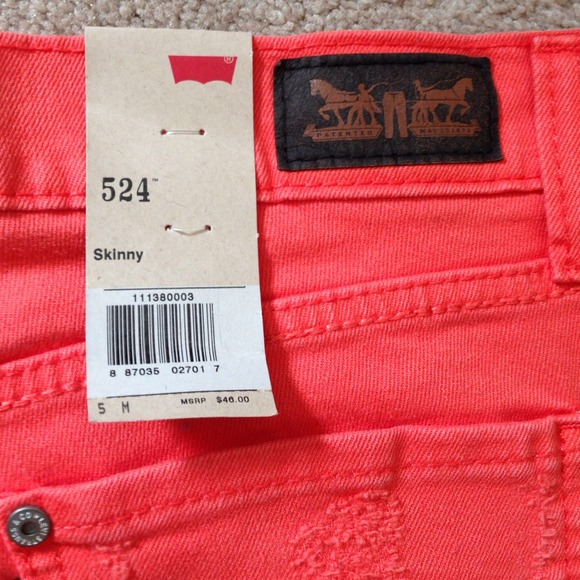 ®
524™
Skinny
111380003
8 87035 02701 7
5 M
MSRP $46.00
PATENTED